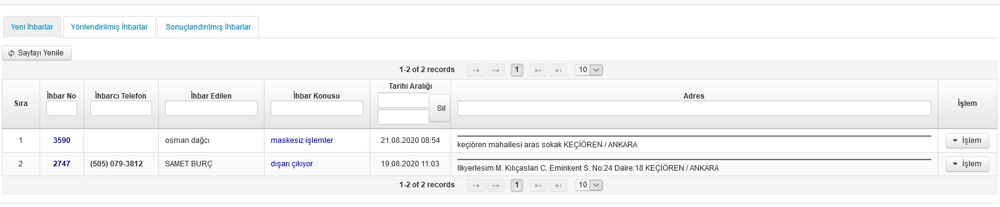 Yeni İhbarlar Yönlendirilmiş İhbarlar Sonuçlandırılmış İhbarlar
Sayfayı Yenile
1-2 of 2 records 1 10
Sıra İhbar No İhbarcı Telefon İhbar Edilen İhbar Konusu Tarihi Aralığı Sil Adres İşlem
1 3590 osman dağcı maskesiz işlemler 21.08.2020 08:54 keçiören mahallesi aras sokak KEÇİÖREN / ANKARA İşlem
2 2747 (505) 079-3812 SAMET BURÇ dışarı çıkıyor 19.08.2020 11:03 Ilkyerlesim M. Kılıçaslan C. Eminkent S. No:24 Daire:18 KEÇİÖREN / ANKARA İşlem
1-2 of 2 records 1 10